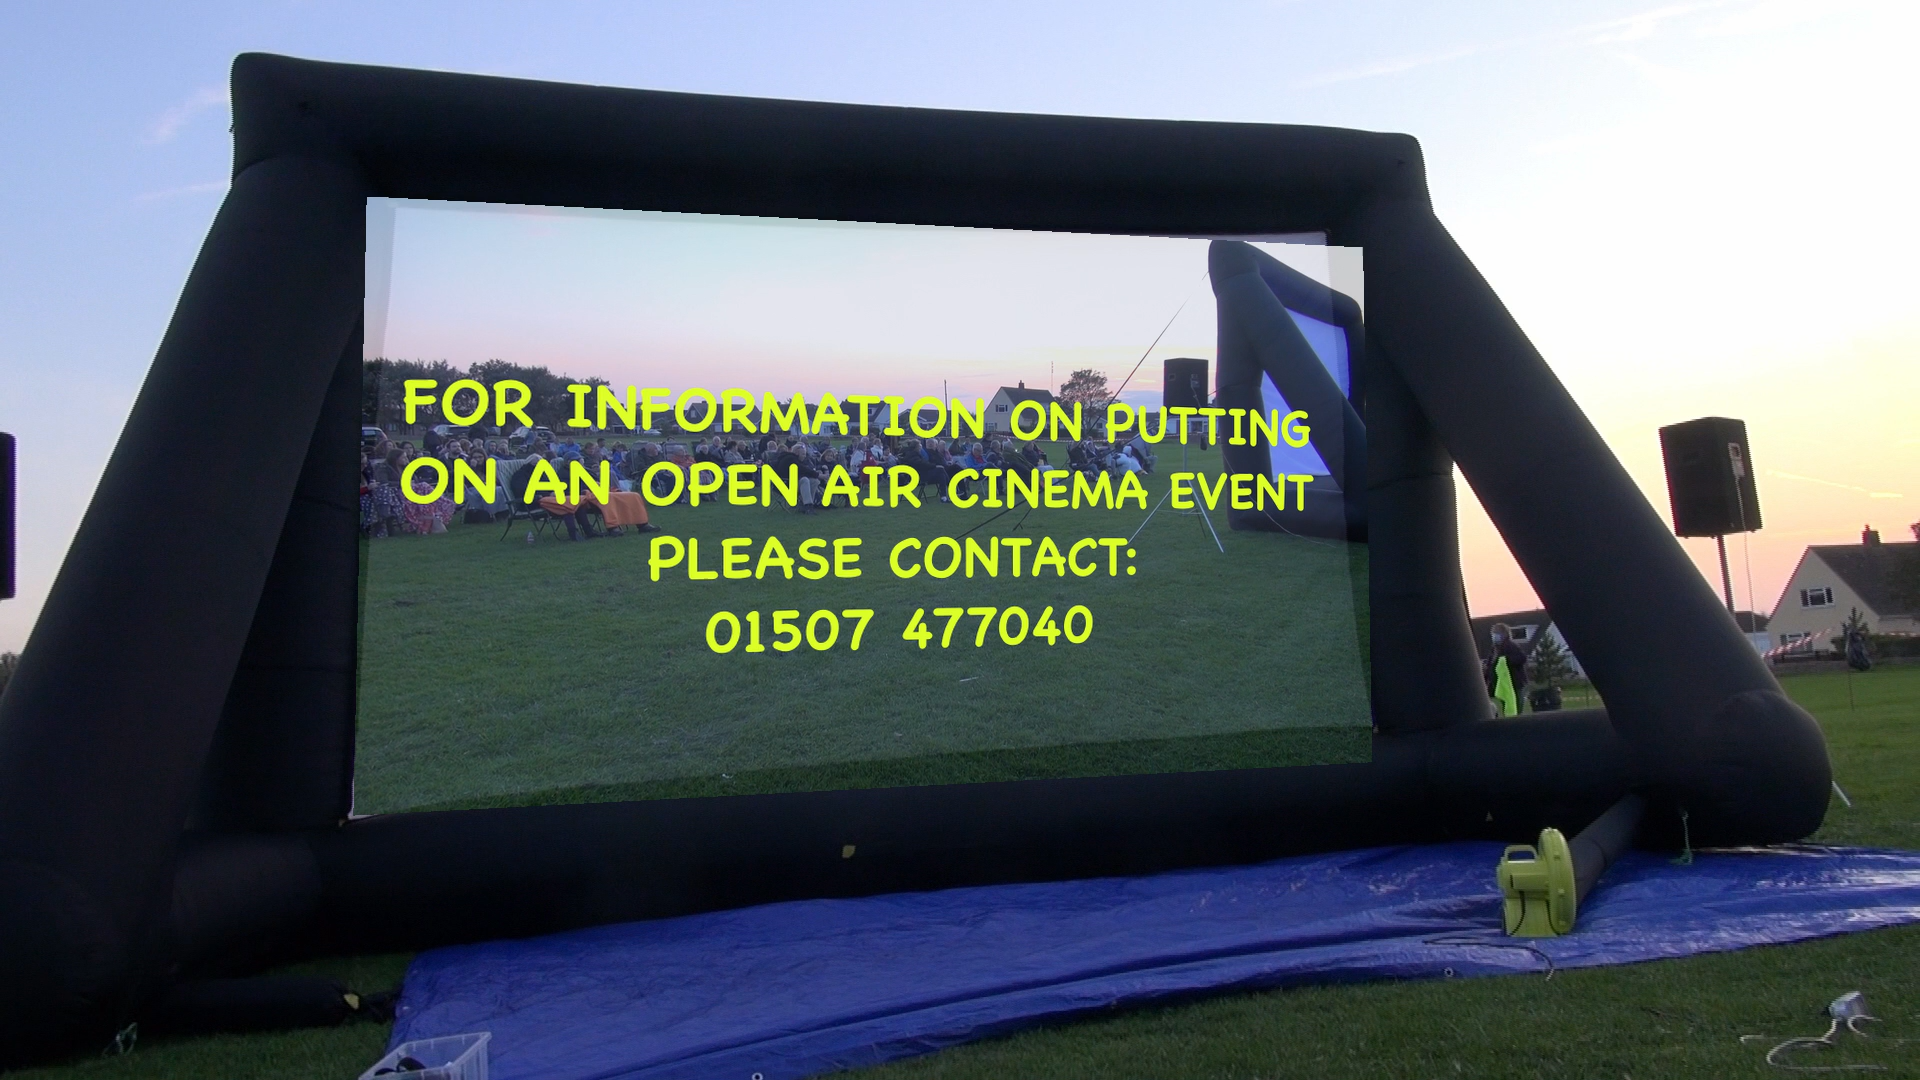 FOR INFORMATION ON PUTTING
ON AN OPEN AIR CINEMA EVENT
PLEASE CONTACT:
01507 477040